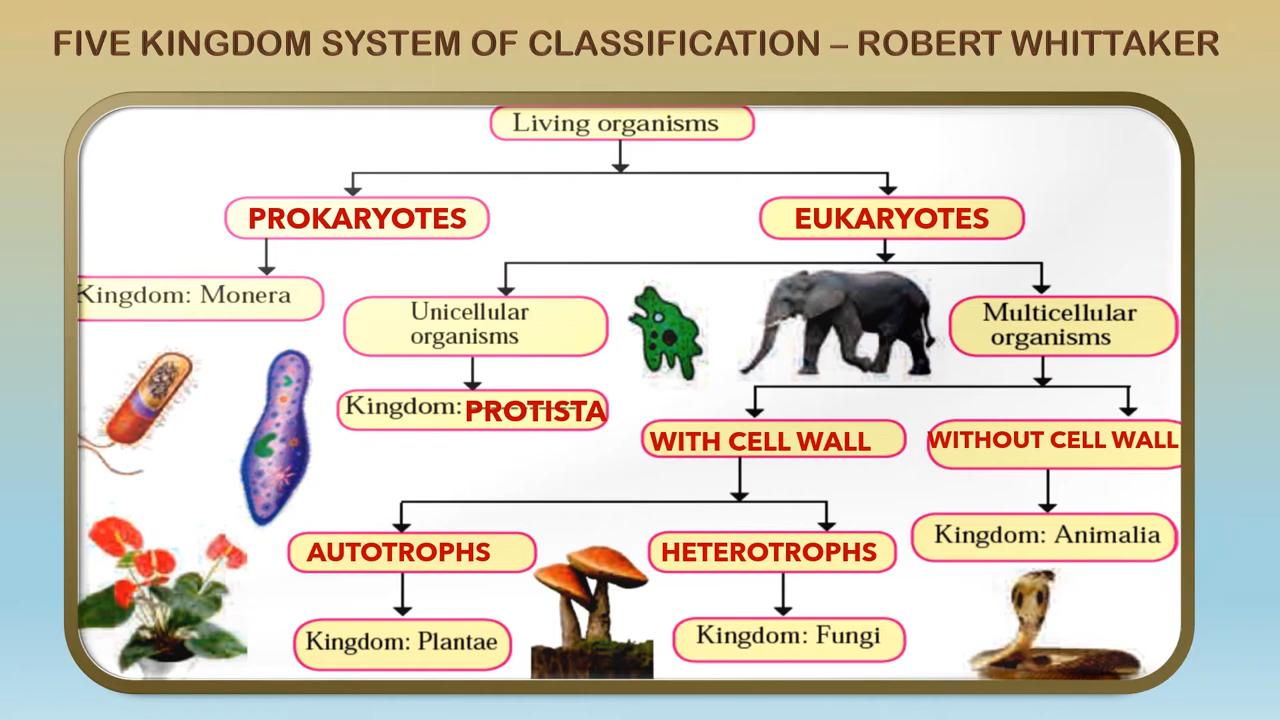 FIVE KINGDOM SYSTEM OF CLASSIFICATION – ROBERT WHITTAKER
Living organisms
PROKARYOTES
EUKARYOTES
Kingdom: Monera
Unicellular
organisms
Multicellular
organisms
Kingdom: PROTISTA
WITH CELL WALL
WITHOUT CELL WALL
AUTOTROPHS
HETEROTROPHS
Kingdom: Animalia
Kingdom: Plantae
Kingdom: Fungi